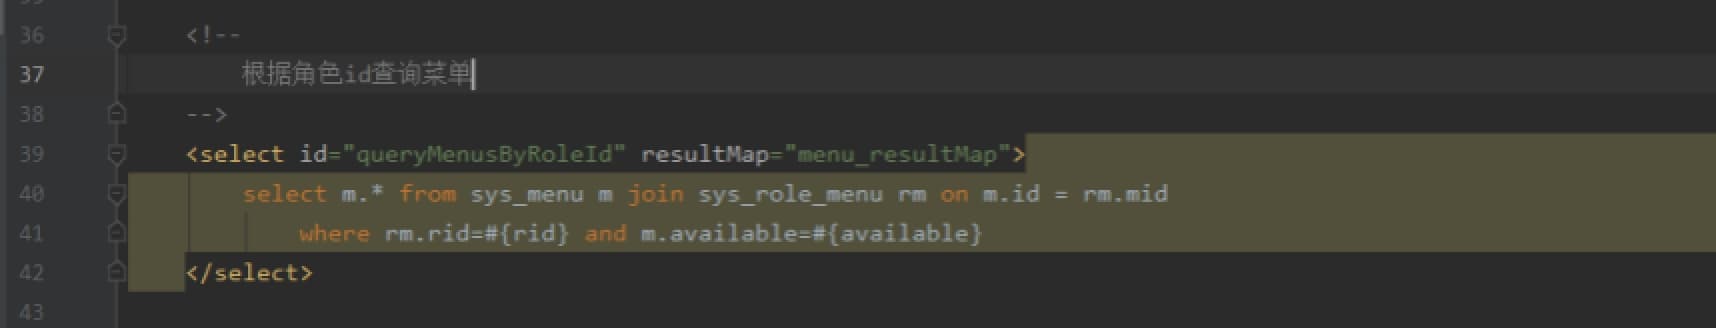 36 <!--
37 根据角色id查询菜单
38 -->
39 <select id="queryMenusByRoleId" resultMap="menu_resultMap">
40 select m.* from sys_menu m join sys_role_menu rm on m.id = rm.mid
41 where rm.rid=#{rid} and m.available=#{available}
42 </select>
43